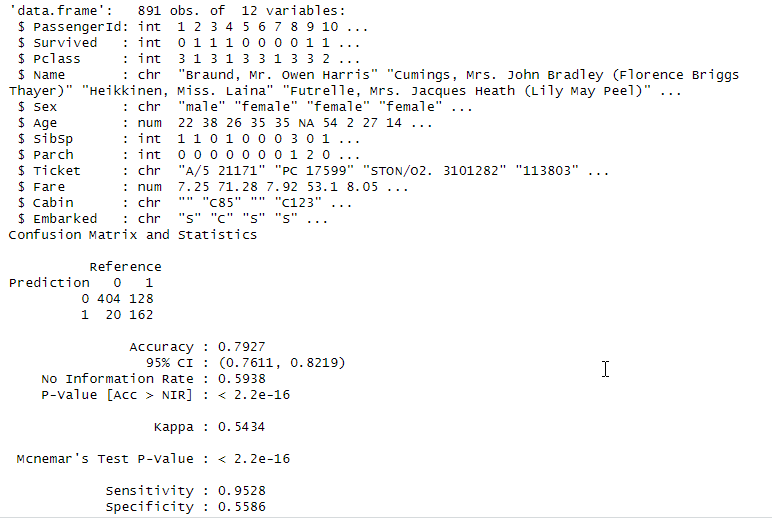 'data.frame':   891 obs. of  12 variables:
 $ PassengerId: int  1 2 3 4 5 6 7 8 9 10 ...
 $ Survived   : int  0 1 1 1 0 0 0 0 1 1 ...
 $ Pclass     : int  3 1 3 1 3 3 1 3 3 2 ...
 $ Name       : chr  "Braund, Mr. Owen Harris" "Cumings, Mrs. John Bradley (Florence Briggs
Thayer)" "Heikkinen, Miss. Laina" "Futrelle, Mrs. Jacques Heath (Lily May Peel)" ...
 $ Sex        : chr  "male" "female" "female" "female" ...
 $ Age        : num  22 38 26 35 35 NA 54 2 27 14 ...
 $ SibSp      : int  1 1 0 1 0 0 0 3 0 1 ...
 $ Parch      : int  0 0 0 0 0 0 0 1 2 0 ...
 $ Ticket     : chr  "A/5 21171" "PC 17599" "STON/O2. 3101282" "113803" ...
 $ Fare       : num  7.25 71.28 7.92 53.1 8.05 ...
 $ Cabin      : chr  "" "C85" "" "C123" ...
 $ Embarked   : chr  "S" "C" "S" "S" ...
Confusion Matrix and Statistics
          Reference
Prediction   0   1
         0 404 128
         1  20 162
               Accuracy : 0.7927
                 95% CI : (0.7611, 0.8219)
    No Information Rate : 0.5938
    P-Value [Acc > NIR] : < 2.2e-16
                  Kappa : 0.5434
 Mcnemar's Test P-Value : < 2.2e-16
            Sensitivity : 0.9528
            Specificity : 0.5586